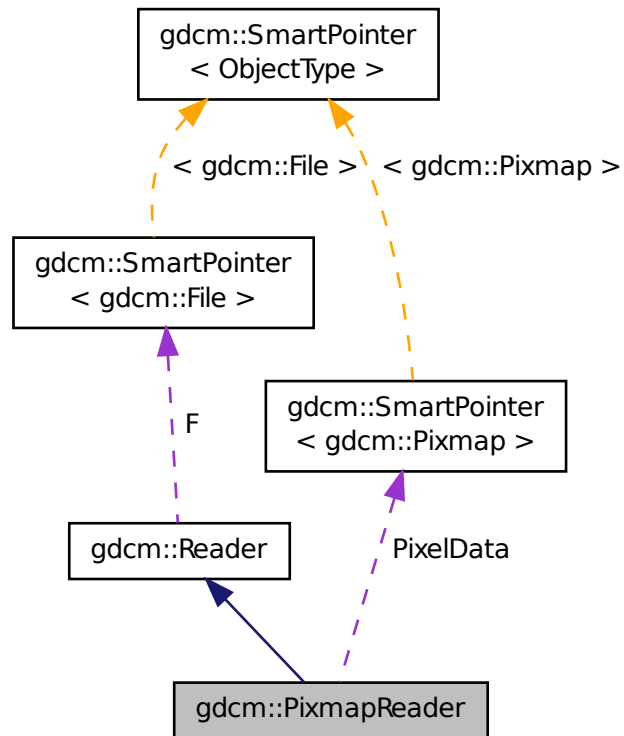 gdcm::SmartPointer
< ObjectType >
< gdcm::File >
< gdcm::Pixmap >
gdcm::SmartPointer
< gdcm::File >
gdcm::SmartPointer
< gdcm::Pixmap >
F
gdcm::Reader
PixelData
gdcm::PixmapReader